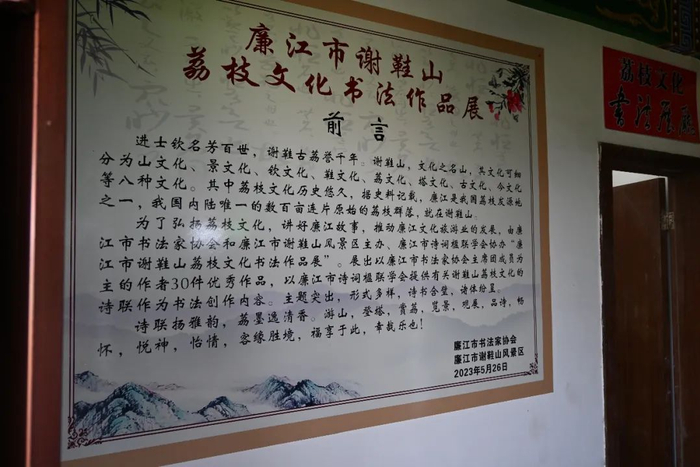 廉江市谢鞋山
荔枝文化书法作品展
前 言
进士钦名芳百世，谢鞋古荔誉千年。谢鞋山，文化之名山，其文化可细
分为山文化、景文化、钦文化、鞋文化、荔文化、塔文化、古文化、今文化
等八种文化。其中荔枝文化历史悠久，据史料记载，廉江是我国荔枝发源地
之一，我国内陆唯一的数百亩连片原始的荔枝群落，就在谢鞋山。
为了弘扬荔枝文化，讲好廉江故事，推动廉江文化旅游业的发展。由廉
江市书法家协会和廉江市谢鞋山风景区主办、廉江市诗词楹联学会协办“廉
江市谢鞋山荔枝文化书法作品展”。展出以廉江市书法家协会主席团成员为
主的作者30件优秀作品，以廉江市诗词楹联学会提供有关谢鞋山荔枝文化的
诗联作为书法创作内容。主题突出，形式多样，诗书合璧，诸体纷呈。
诗联扬雅韵，荔墨逸清香。游山，登塔，赏荔，览景，观展，品诗，畅
怀，悦神，怡情，客缘胜境，福享于此，幸哉乐也！
廉江市书法家协会
廉江市谢鞋山风景区
2023年5月26日
荔枝文化
书法展厅